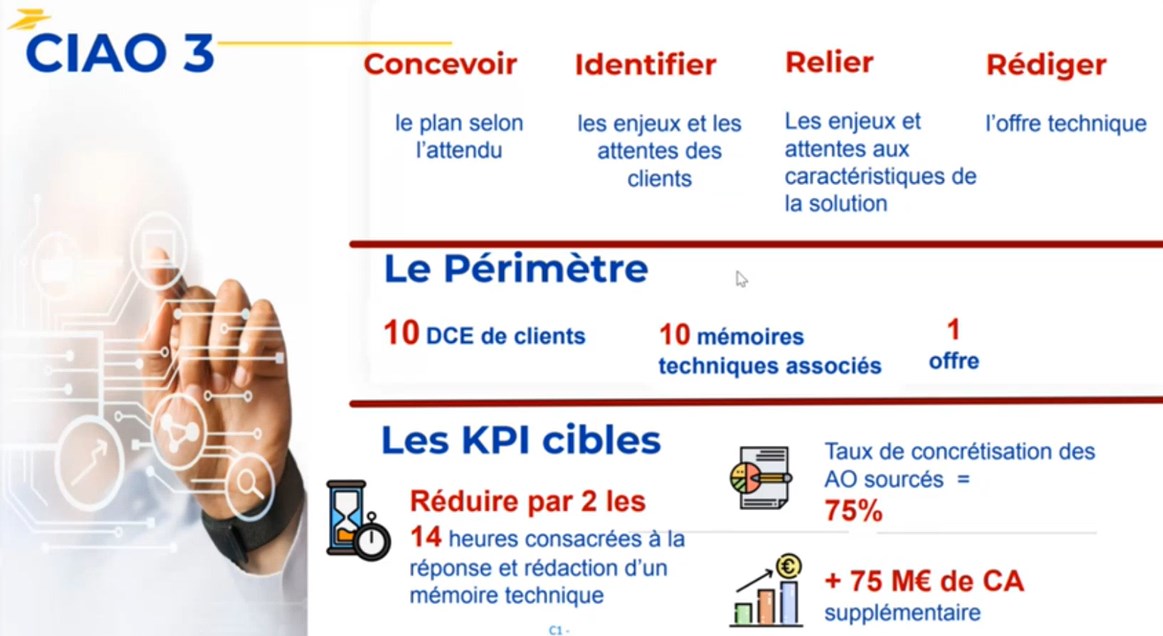 CIAO 3
Concevoir
le plan selon
l'attendu
Identifier
les enjeux et les
attentes des
clients
Relier
Les enjeux et
attentes aux
caractéristiques de
la solution
Rédiger
l'offre technique
Le Périmètre
10 DCE de clients
10 mémoires
techniques associés
1
offre
Les KPI cibles
Réduire par 2 les
14 heures consacrées à la
réponse et rédaction d'un
mémoire technique
Taux de concrétisation des
AO sourcés =
75%
+ 75 M€ de CA
supplémentaire
C1 -